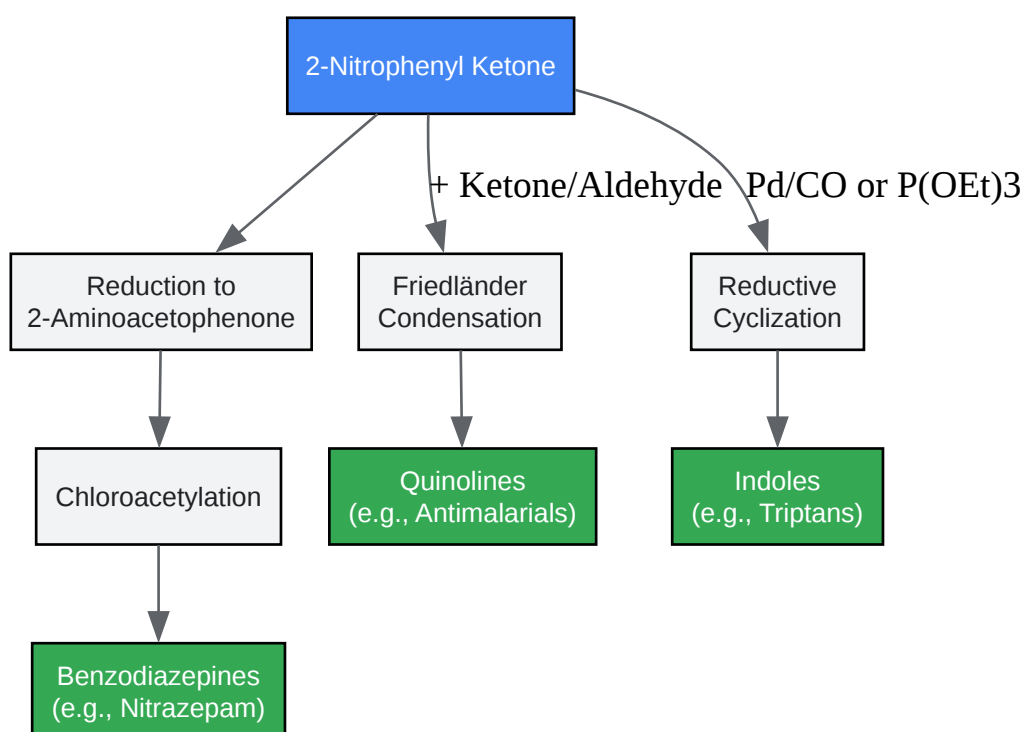 2-Nitrophenyl Ketone
+ Ketone/Aldehyde
Pd/CO or P(OEt)3
Reduction to
2-Aminoacetophenone
Friedländer
Condensation
Reductive
Cyclization
Chloroacetylation
Quinolines
(e.g., Antimalarials)
Indoles
(e.g., Triptans)
Benzodiazepines
(e.g., Nitrazepam)